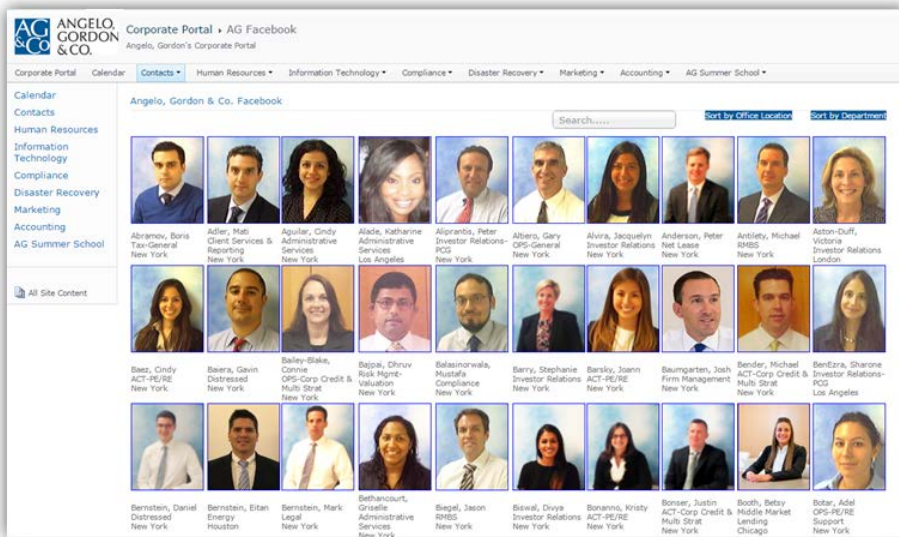 AG
&Co
ANGELO,
GORDON
& CO.
Corporate Portal › AG Facebook
Angelo, Gordon's Corporate Portal
Corporate Portal Calendar Contacts Human Resources Information Technology Compliance Disaster Recovery Marketing Accounting AG Summer School
Calendar
Contacts
Human Resources
Information
Technology
Compliance
Disaster Recovery
Marketing
Accounting
AG Summer School
All Site Content
Angelo, Gordon & Co. Facebook
Search.....
Sort by Office Location
Sort by Department
Abramov, Boris
Tax-General
New York
Adler, Mati
Client Services &
Reporting
New York
Aguilar, Cindy
Administrative
Services
New York
Alade, Katharine
Administrative
Services
Los Angeles
Aliprantis, Peter
Investor Relations-
PCG
New York
Altiero, Gary
OPS-General
New York
Alvira, Jacquelyn
Investor Relations
New York
Anderson, Peter
Net Lease
New York
Antilety, Michael
RMBS
New York
Aston-Duff,
Victoria
Investor Relations
London
Baez, Cindy
ACT-PE/RE
New York
Baiera, Gavin
Distressed
New York
Bailey-Blake,
Connie
OPS-Corp Credit &
Multi Strat
New York
Bajpai, Dhruv
Risk Mgmt-
Valuation
New York
Balasinorwala,
Mustafa
Compliance
New York
Barry, Stephanie
Investor Relations
New York
Barsky, Joann
ACT-PE/RE
New York
Baumgarten, Josh
Firm Management
New York
Bender, Michael
ACT-Corp Credit &
Multi Strat
New York
BenEzra, Sharone
Investor Relations-
PCG
Los Angeles
Bernstein, Daniel
Distressed
New York
Bernstein, Eitan
Energy
Houston
Bernstein, Mark
Legal
New York
Bethancourt,
Griselle
Administrative
Services
New York
Biegel, Jason
RMBS
New York
Biswal, Divya
Investor Relations
New York
Bonanno, Kristy
ACT-PE/RE
New York
Bonser, Justin
ACT-Corp Credit &
Multi Strat
New York
Booth, Betsy
Middle Market
Lending
Chicago
Botar, Adel
OPS-PE/RE
Support
New York